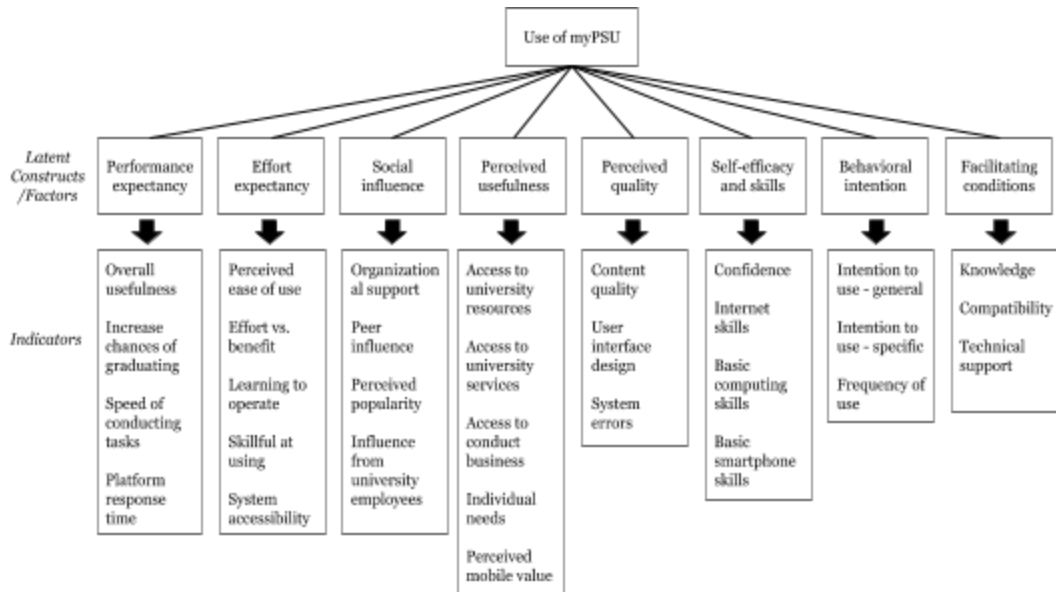 Use of myPSU
Latent
Constructs
/Factors
Performance
expectancy
Effort
expectancy
Social
influence
Perceived
usefulness
Perceived
quality
Self-efficacy
and skills
Behavioral
intention
Facilitating
conditions
Indicators
Overall
usefulness
Increase
chances of
graduating
Speed of
conducting
tasks
Platform
response
time
Perceived
ease of use
Effort vs.
benefit
Learning to
operate
Skillful at
using
System
accessibility
Organization
al support
Peer
influence
Perceived
popularity
Influence
from
university
employees
Access to
university
resources
Access to
university
services
Access to
conduct
business
Individual
needs
Perceived
mobile value
Content
quality
User
interface
design
System
errors
Confidence
Internet
skills
Basic
computing
skills
Basic
smartphone
skills
Intention to
use - general
Intention to
use - specific
Frequency of
use
Knowledge
Compatibility
Technical
support